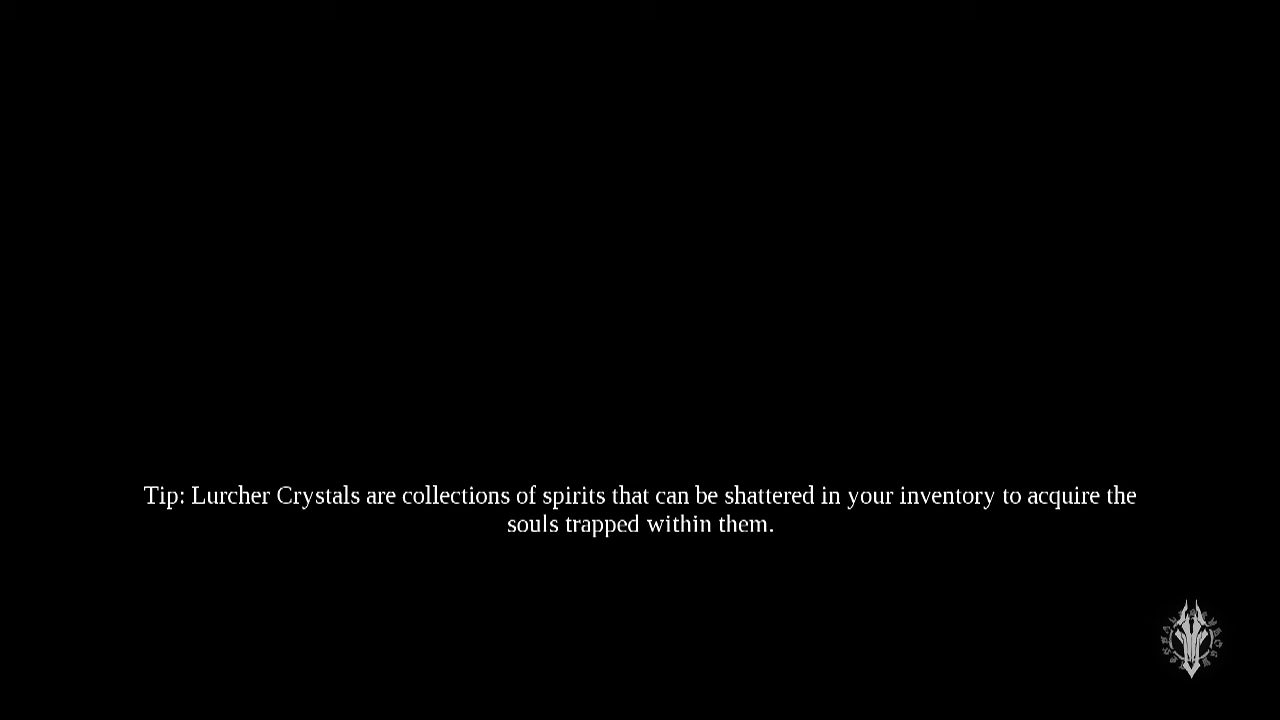 Tip: Lurcher Crystals are collections of spirits that can be shattered in your inventory to acquire the
souls trapped within them.